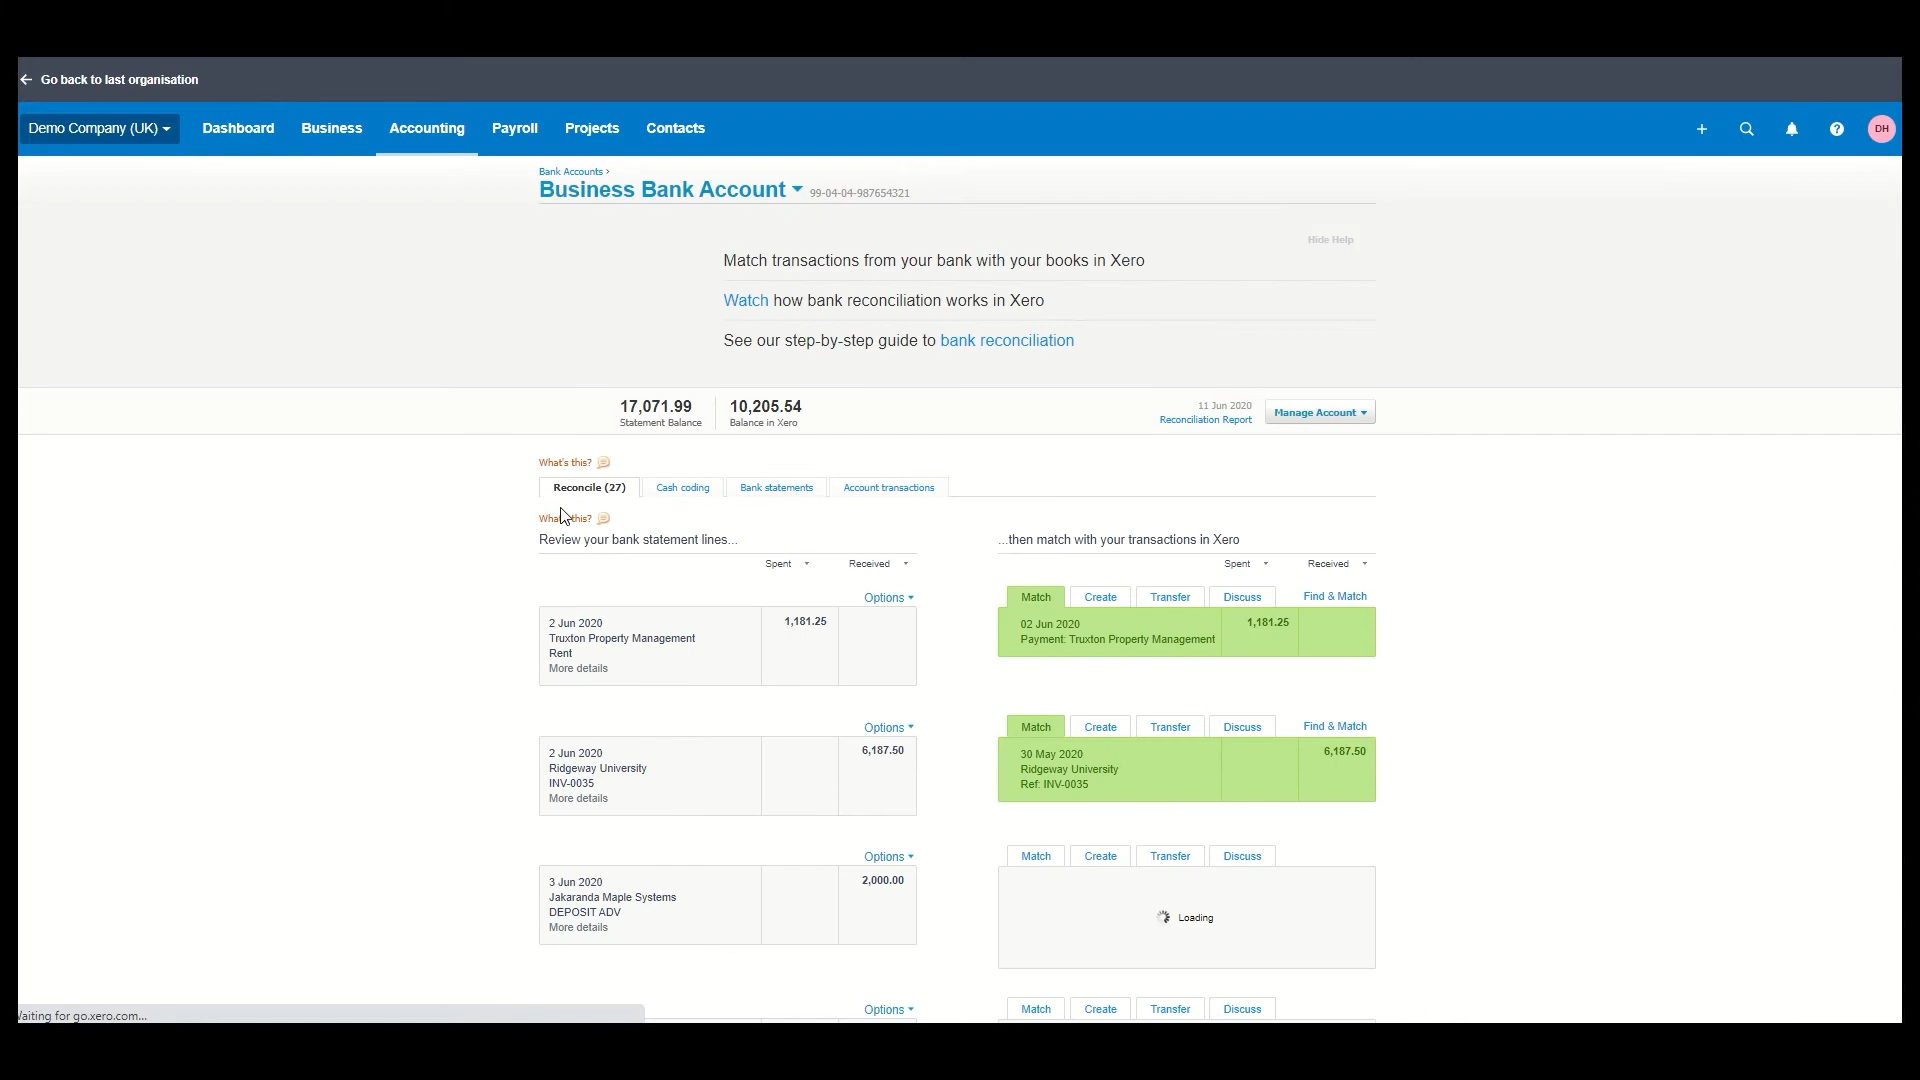 Go back to last organisation
Demo Company (UK) Dashboard Business Accounting Payroll Projects Contacts DH
Bank Accounts ›
Business Bank Account 99-04-04-987654321
Hide Help
Match transactions from your bank with your books in Xero
Watch how bank reconciliation works in Xero
See our step-by-step guide to bank reconciliation
17,071.99 10,205.54 11 Jun 2020 Manage Account
Statement Balance Balance in Xero Reconciliation Report
What's this?
Reconcile (27) Cash coding Bank statements Account transactions
What's this?
Review your bank statement lines... ...then match with your transactions in Xero
Spent Received Spent Received
Options Match Create Transfer Discuss Find & Match
2 Jun 2020 1,181.25 02 Jun 2020 1,181.25
Truxton Property Management Payment: Truxton Property Management
Rent
More details
Options Match Create Transfer Discuss Find & Match
2 Jun 2020 6,187.50 30 May 2020 6,187.50
Ridgeway University Ridgeway University
INV-0035 Ref: INV-0035
More details
Options Match Create Transfer Discuss
3 Jun 2020 2,000.00
Jakaranda Maple Systems
DEPOSIT ADV Loading
More details
Options Match Create Transfer Discuss
Waiting for go.xero.com...